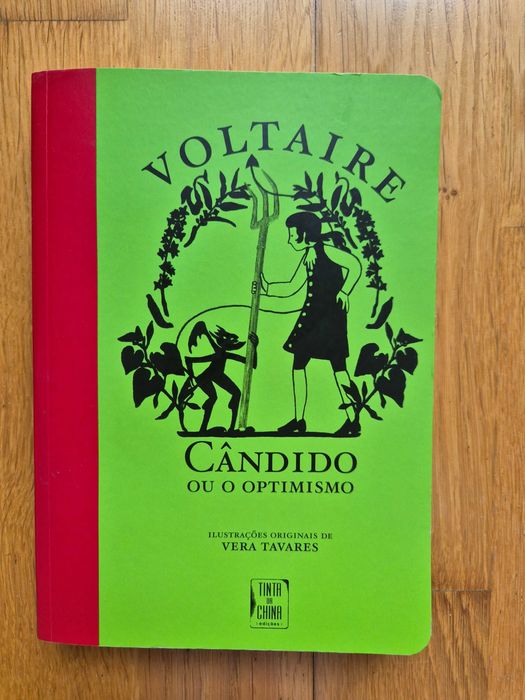 VOLTAIRE
CÂNDIDO
OU O OPTIMISMO
ILUSTRAÇÕES ORIGINAIS DE
VERA TAVARES
TINTA
DA
CHINA
edições